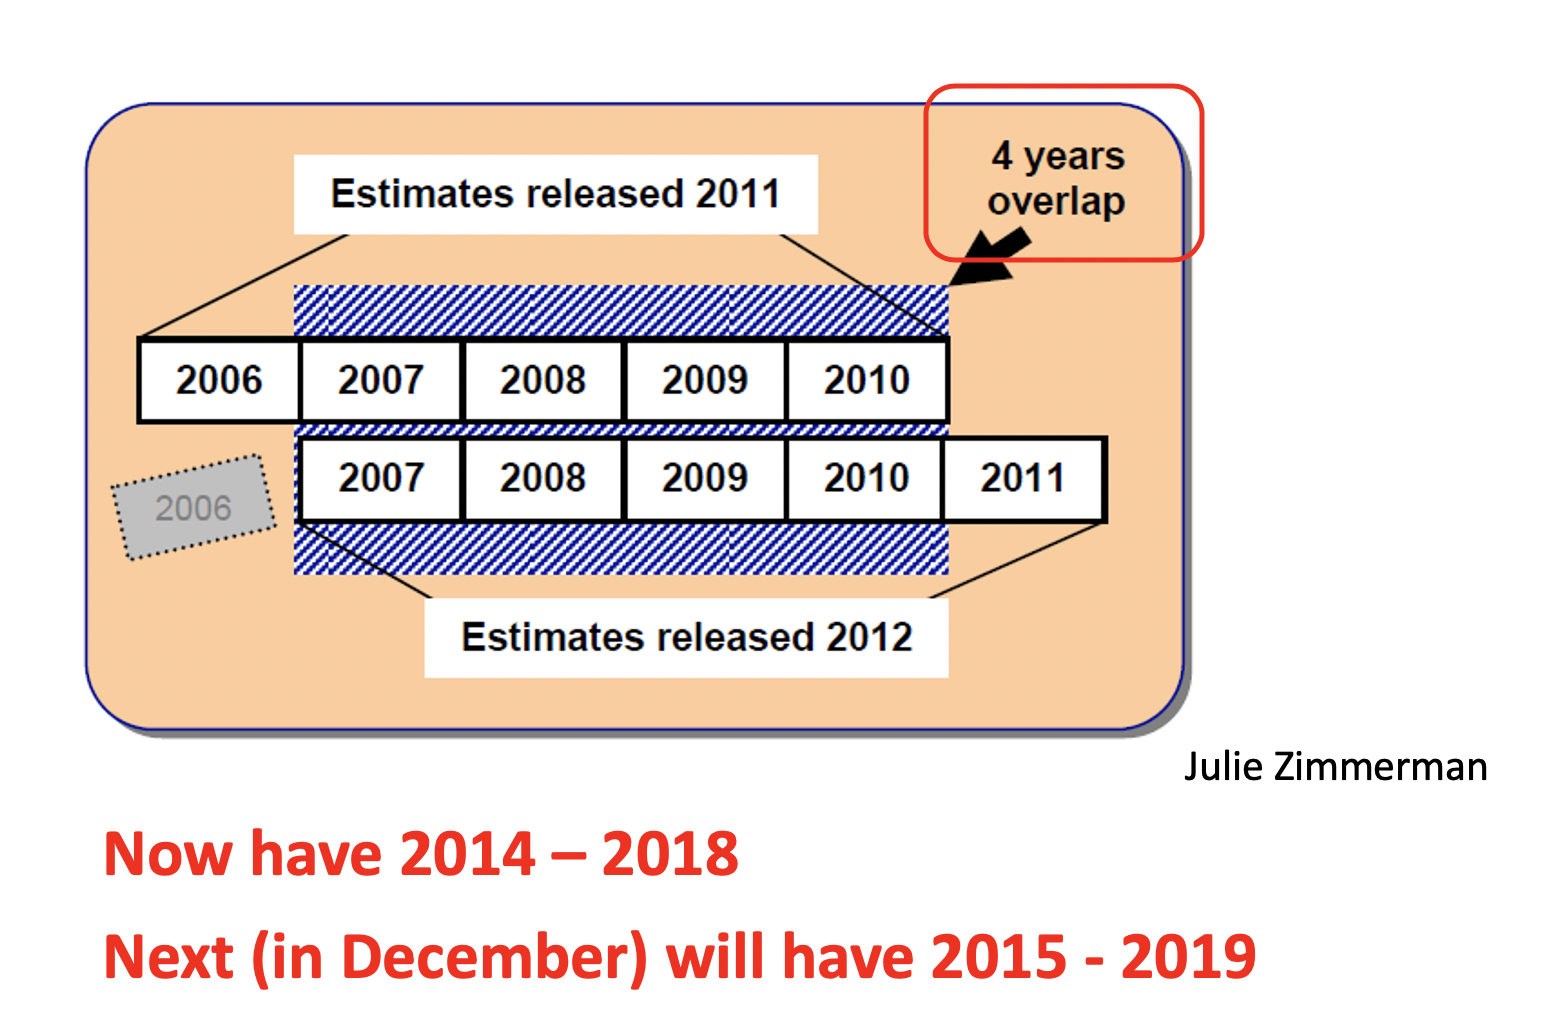 4 years
overlap
Estimates released 2011
2006 2007 2008 2009 2010
2007 2008 2009 2010 2011
2006
Estimates released 2012
Julie Zimmerman
Now have 2014 – 2018
Next (in December) will have 2015 - 2019